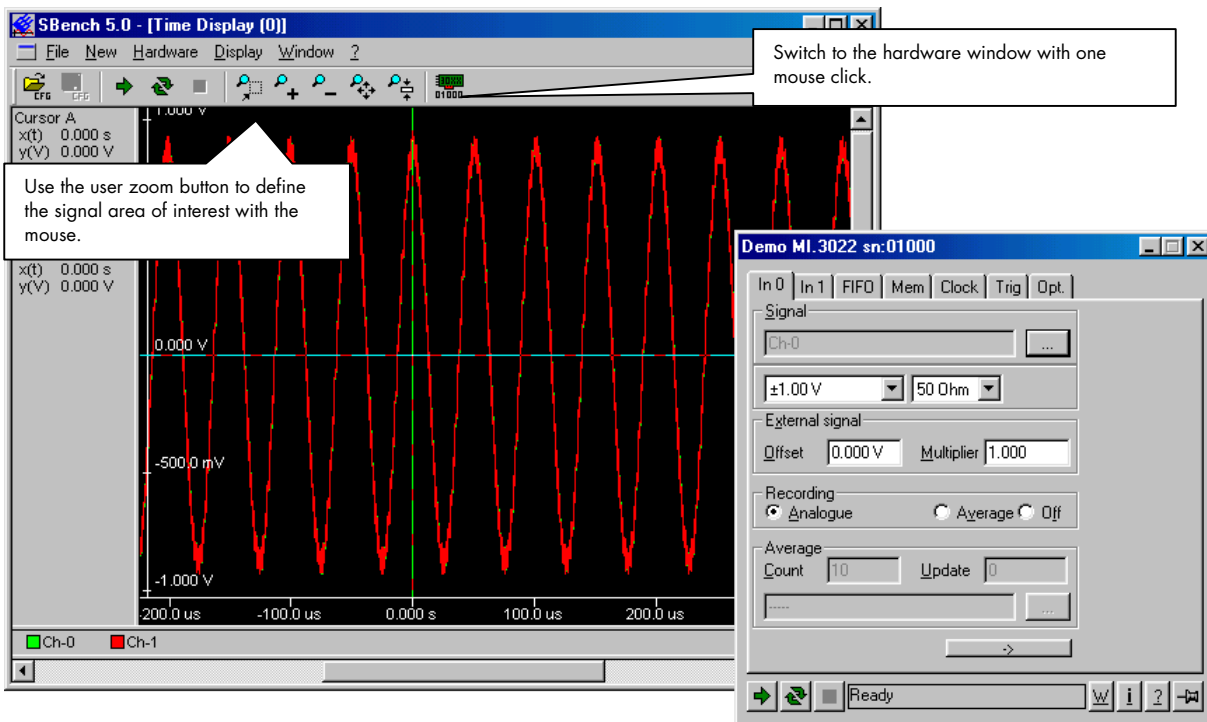 SBench 5.0 - [Time Display (0)]
File New Hardware Display Window ?
Switch to the hardware window with one
mouse click.
CFG CFG 10XX 01000
Cursor A
x(t) 0.000 s
y(V) 0.000 V
1.000 V
Use the user zoom button to define
the signal area of interest with the
mouse.
x(t) 0.000 s
y(V) 0.000 V
0.000 V
-500.0 mV
-1.000 V
-200.0 us -100.0 us 0.000 s 100.0 us 200.0 us
Ch-0 Ch-1
Demo MI.3022 sn:01000
In 0 In 1 FIFO Mem Clock Trig Opt.
Signal
Ch-0 ...
±1.00 V 50 Ohm
External signal
Offset 0.000 V Multiplier 1.000
Recording
Analogue Average Off
Average
Count 10 Update 0
----- ...
->
Ready W i ?